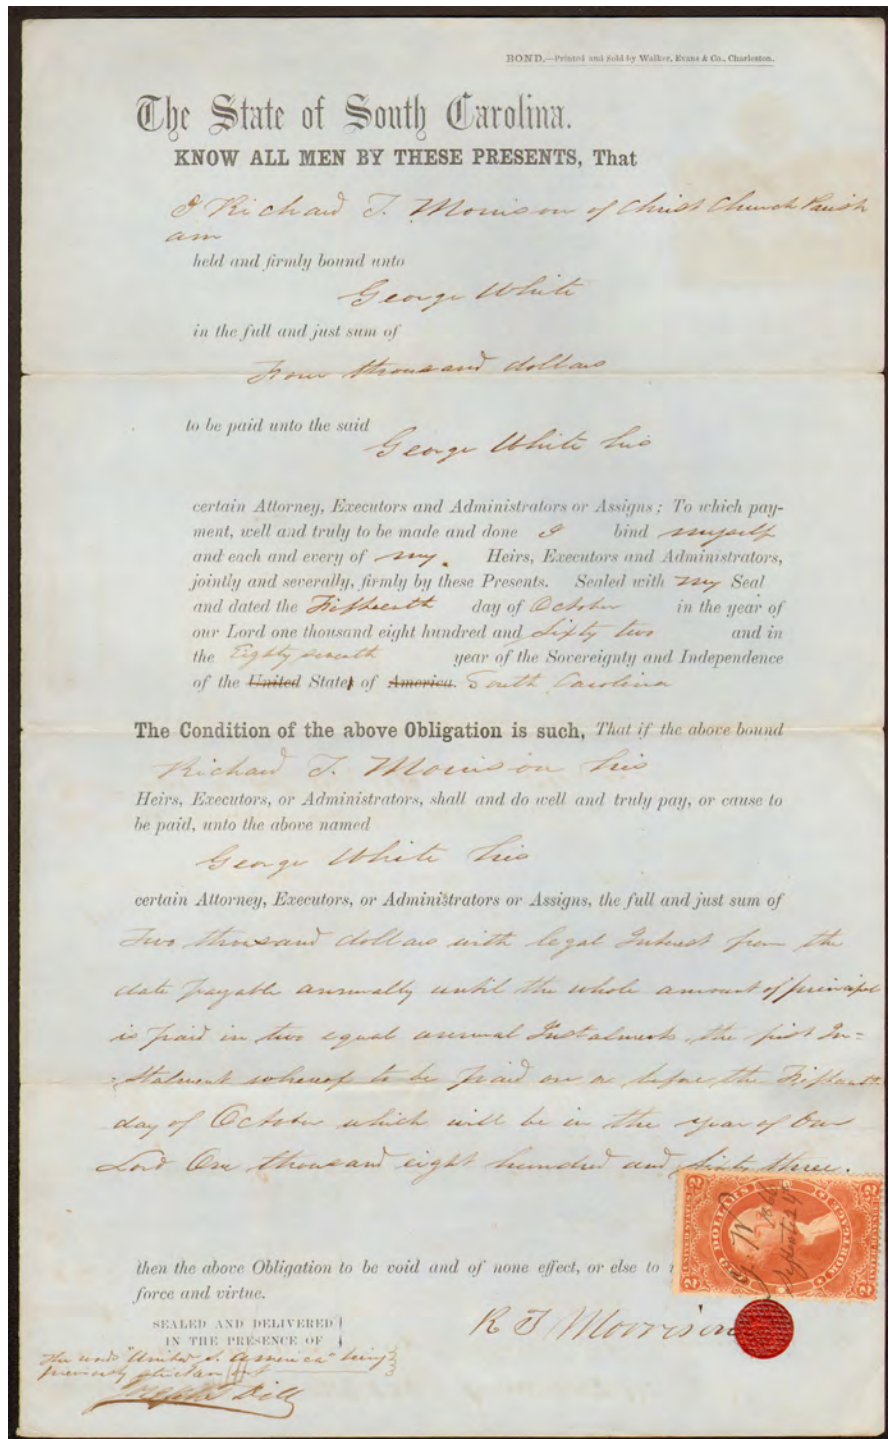 BOND.—Printed and Sold by Walker, Evans & Co., Charleston.
The State of South Carolina.
KNOW ALL MEN BY THESE PRESENTS, That
I Richard T. Morrison of Christ Church Parish
am
held and firmly bound unto
George White
in the full and just sum of
Four thousand dollars
to be paid unto the said
George White his
certain Attorney, Executors and Administrators or Assigns; To which pay-
ment, well and truly to be made and done I bind myself
and each and every of my. Heirs, Executors and Administrators,
jointly and severally, firmly by these Presents. Sealed with my Seal
and dated the Fifteenth day of October in the year of
our Lord one thousand eight hundred and sixty two and in
the Eighty seventh year of the Sovereignty and Independence
of the United State of America. South Carolina
The Condition of the above Obligation is such, That if the above bound
Richard T. Morrison his
Heirs, Executors, or Administrators, shall and do well and truly pay, or cause to
be paid, unto the above named
George White his
certain Attorney, Executors, or Administrators or Assigns, the full and just sum of
Two thousand dollars with legal Interest from the
date payable annually until the whole amount of principal
is paid in two equal annual Instalments, the first In=
stalment whereof to be paid on or before the Fifteenth
day of October which will be in the year of Our
Lord One thousand eight hundred and sixty three.
2 DOLLARS 2
MORTGAGE
then the above Obligation to be void and of none effect, or else to
force and virtue.
SEALED AND DELIVERED
IN THE PRESENCE OF
R T Morrison
the words "United S. America" being
previously stricken out
Joseph Dill